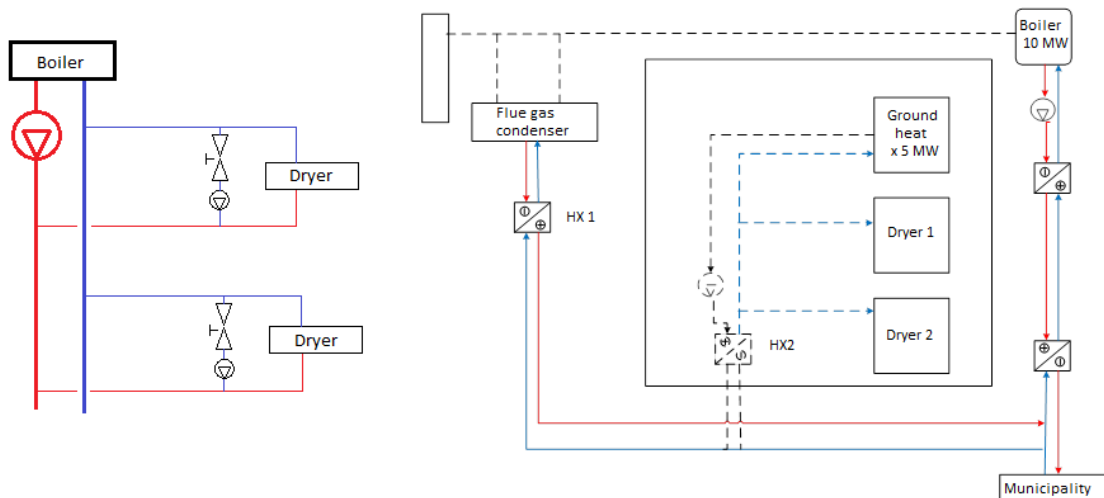 Boiler
Dryer
Dryer
Boiler
10 MW
Flue gas
condenser
Ground
heat
x 5 MW
HX 1
Dryer 1
Dryer 2
HX2
Municipality